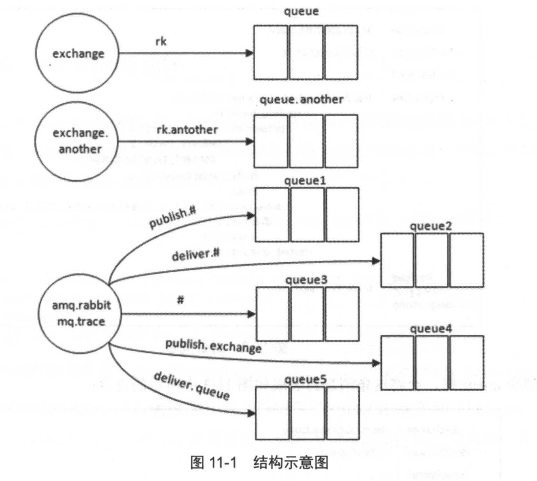 queue
rk
exchange
queue.another
exchange.
another
rk.antother
queue1
publish.#
queue2
deliver.#
queue3
amq.rabbit
mq.trace
#
queue4
publish.exchange
queue5
deliver.queue
图 11-1 结构示意图